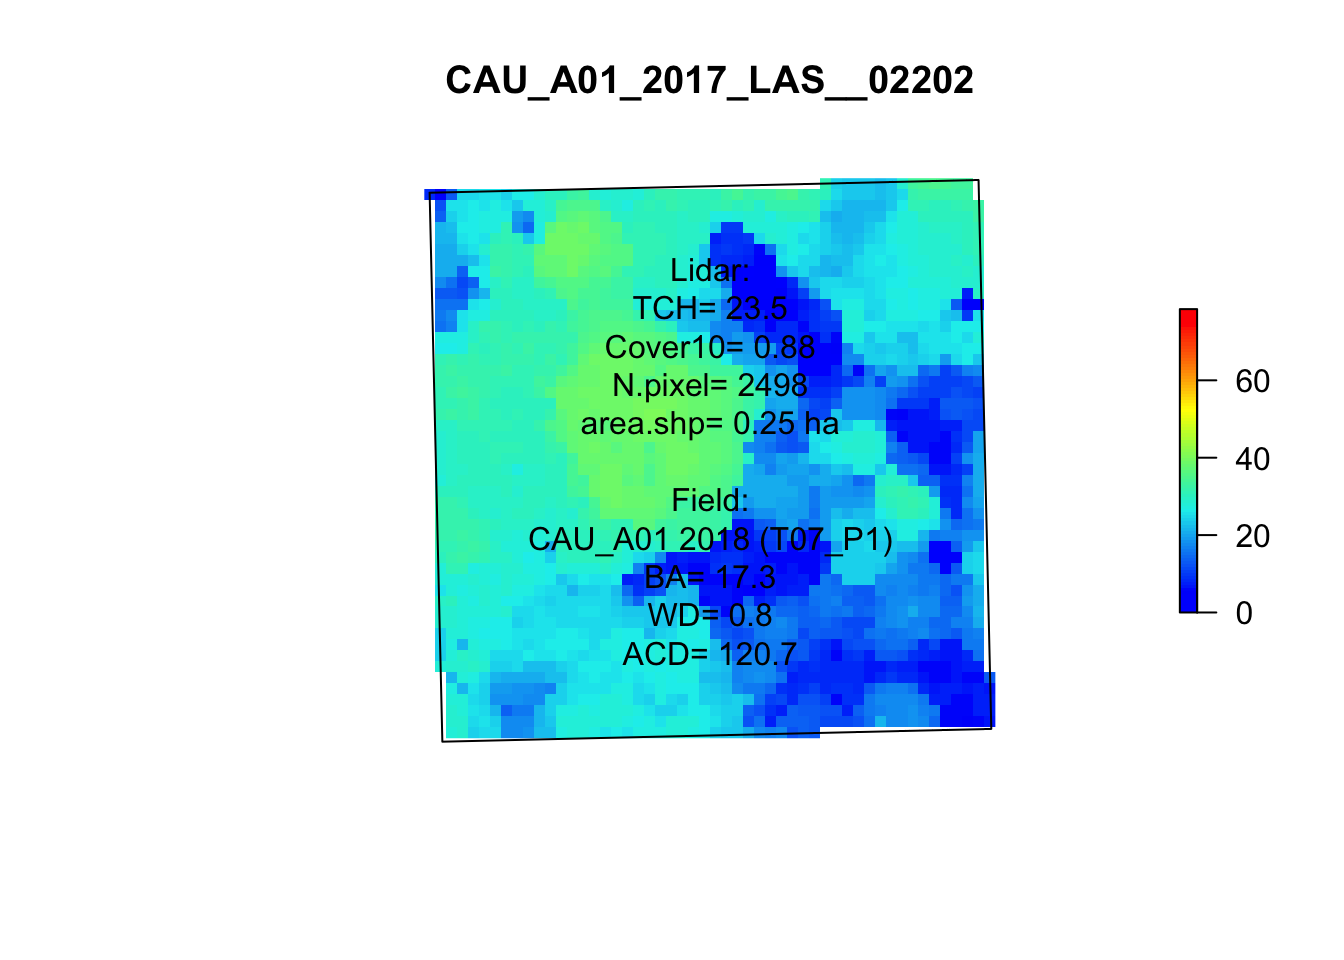 CAU_A01_2017_LAS__02202
Lidar:
TCH= 23.5
Cover10= 0.88
N.pixel= 2498
area.shp= 0.25 ha
Field:
CAU_A01 2018 (T07_P1)
BA= 17.3
WD= 0.8
ACD= 120.7
60
40
20
0